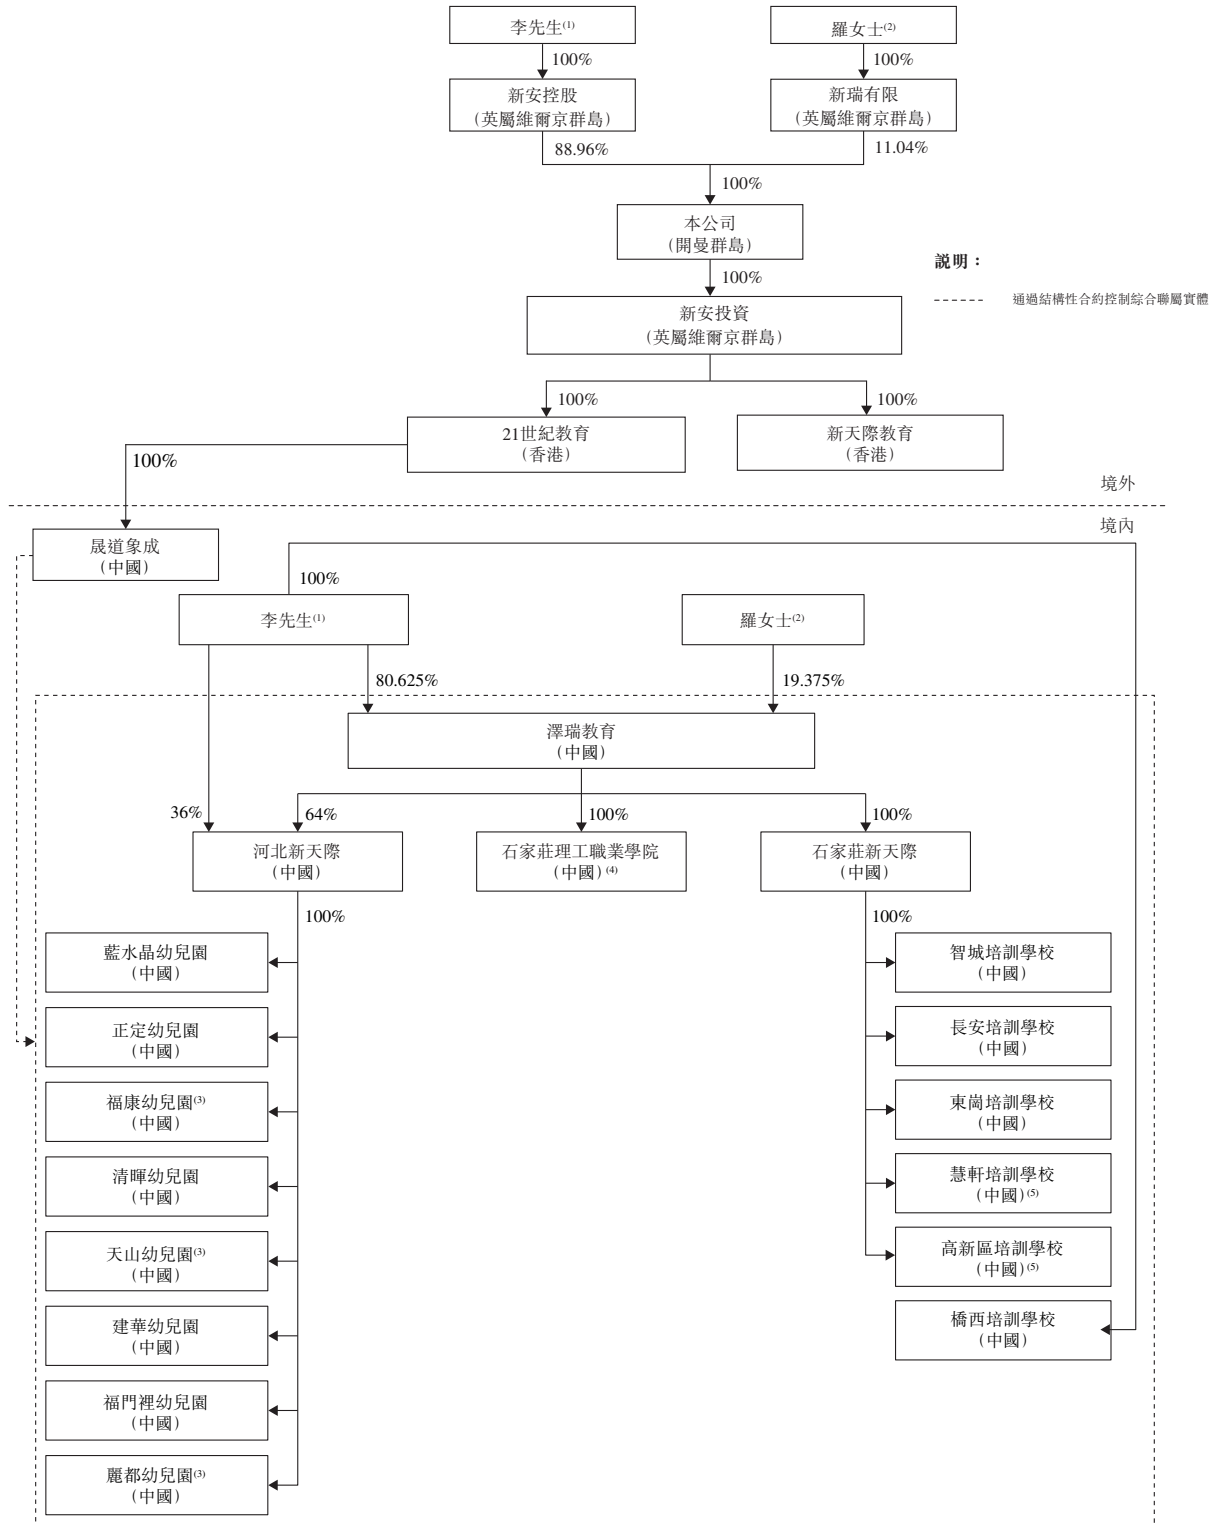 李先生(1)
羅女士(2)
100%
100%
新安控股
(英屬維爾京群島)
新瑞有限
(英屬維爾京群島)
88.96%
11.04%
100%
本公司
(開曼群島)
説明：
100%
通過結構性合約控制綜合聯屬實體
新安投資
(英屬維爾京群島)
100%
100%
21世紀教育
(香港)
新天際教育
(香港)
100%
境外
境內
晟道象成
(中國)
100%
李先生(1)
羅女士(2)
80.625%
19.375%
澤瑞教育
(中國)
36%
64%
100%
100%
河北新天際
(中國)
石家莊理工職業學院
(中國)(4)
石家莊新天際
(中國)
100%
100%
藍水晶幼兒園
(中國)
智城培訓學校
(中國)
正定幼兒園
(中國)
長安培訓學校
(中國)
福康幼兒園(3)
(中國)
東崗培訓學校
(中國)
清暉幼兒園
(中國)
慧軒培訓學校
(中國)(5)
天山幼兒園(3)
(中國)
高新區培訓學校
(中國)(5)
建華幼兒園
(中國)
橋西培訓學校
(中國)
福門裡幼兒園
(中國)
麗都幼兒園(3)
(中國)